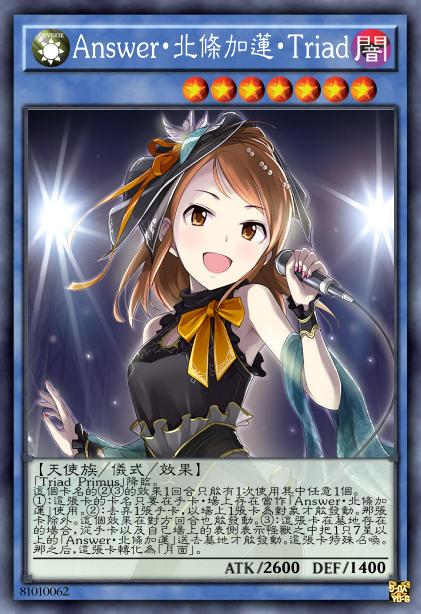 REVERSE
Answer・北條加蓮・Triad
闇
【天使族/儀式/效果】
「Triad Primus」降臨。
這個卡名的②③的效果1回合只能有1次使用其中任意1個。
①:這張卡的卡名只要在手卡・場上存在當作「Answer・北條加
蓮」使用。②:丟弃1張手卡,以場上1張卡為對象才能發動。那張
卡除外。這個效果在對方回合也能發動。③:這張卡在墓地存在
的場合,從手卡以及自己場上的表側表示怪獸之中把1只7星以
上的「Answer・北條加蓮」送去墓地才能發動。這張卡特殊召喚。
那之后,這張卡轉化為「月面」。
ATK/2600 DEF/1400
81010062